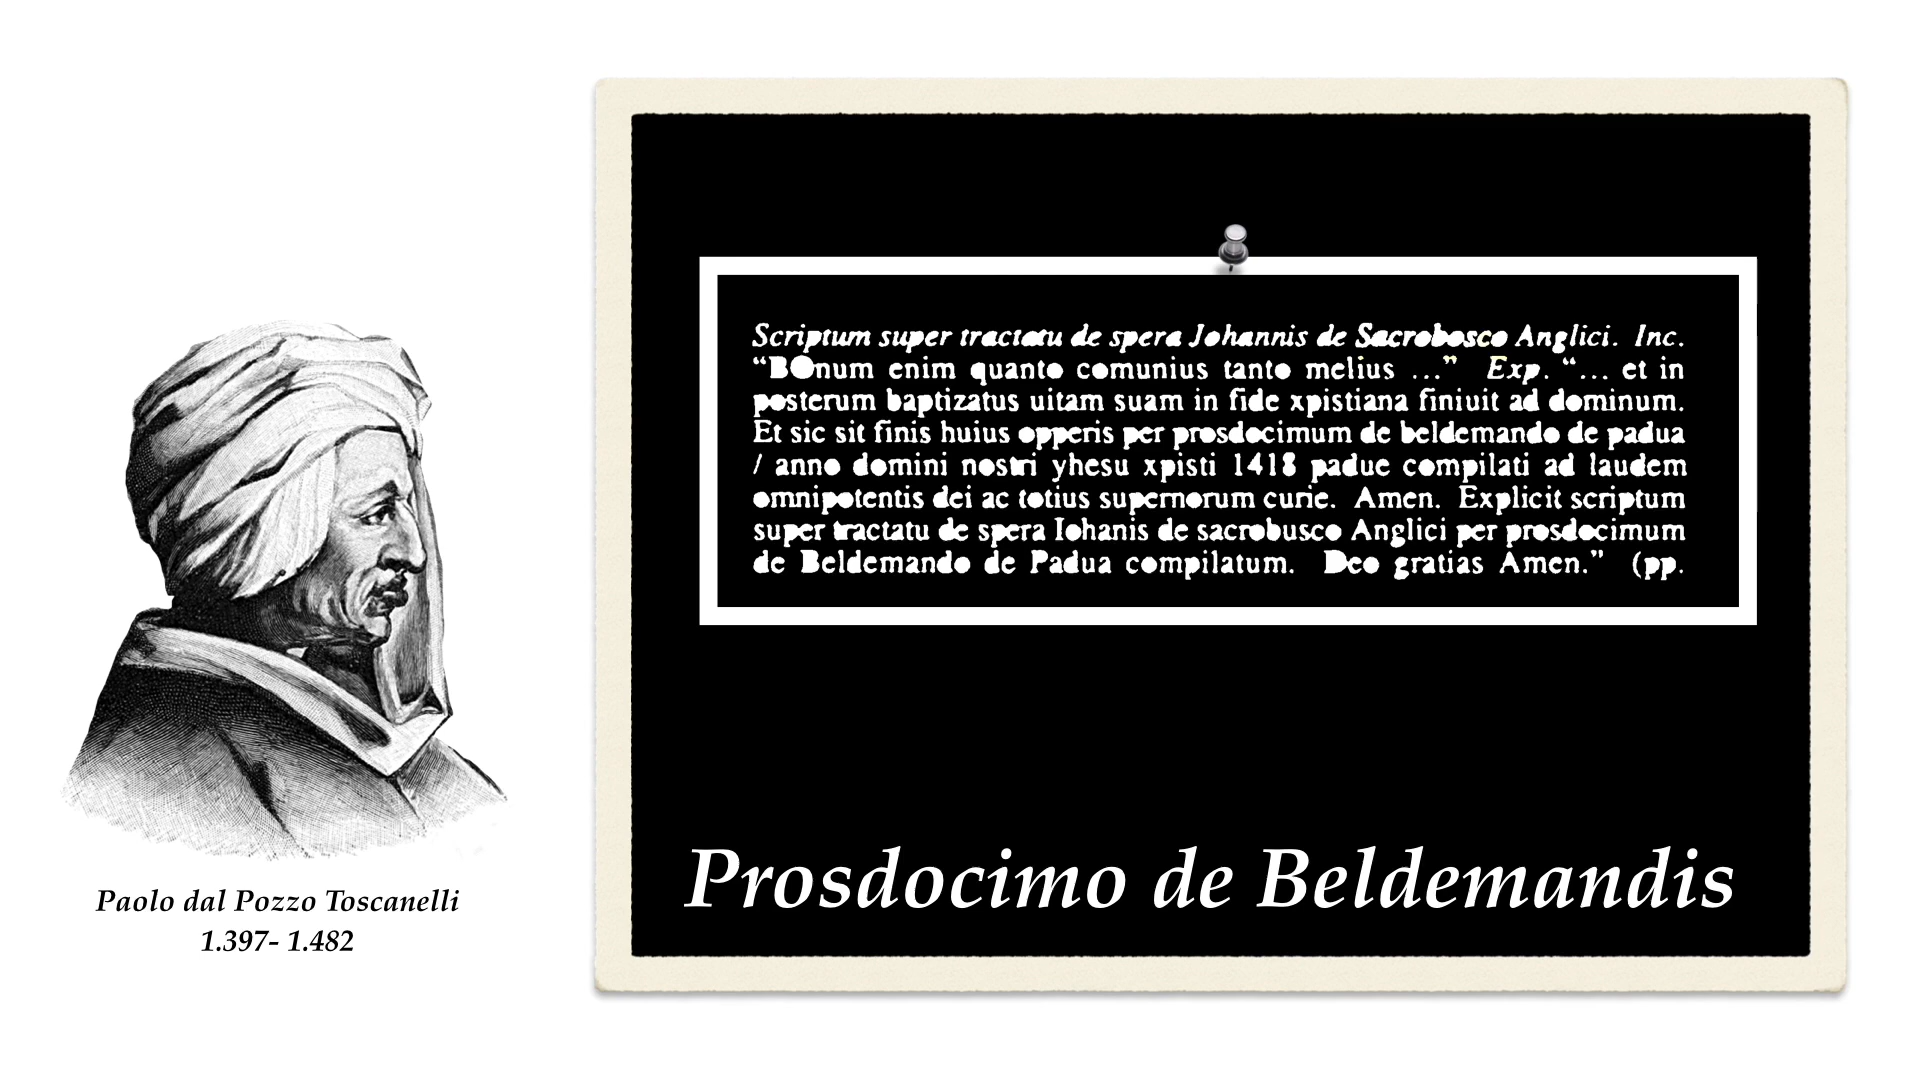 Scriptum super tractatu de spera Johannis de Sacrobosco Anglici. Inc.
“BOnum enim quanto comunius tanto melius ...” Exp. “... et in
posterum baptizatus uitam suam in fide xpistiana finiuit ad dominum.
Et sic sit finis huius opperis per prosdocimum de beldemando de padua
/ anno domini nostri yhesu xpisti 1418 padue compilati ad laudem
omnipotentis dei ac totius supernorum curie. Amen. Explicit scriptum
super tractatu de spera Iohanis de sacrobusco Anglici per prosdocimum
de Beldemando de Padua compilatum. Deo gratias Amen.” (pp.
Prosdocimo de Beldemandis
Paolo dal Pozzo Toscanelli
1.397- 1.482